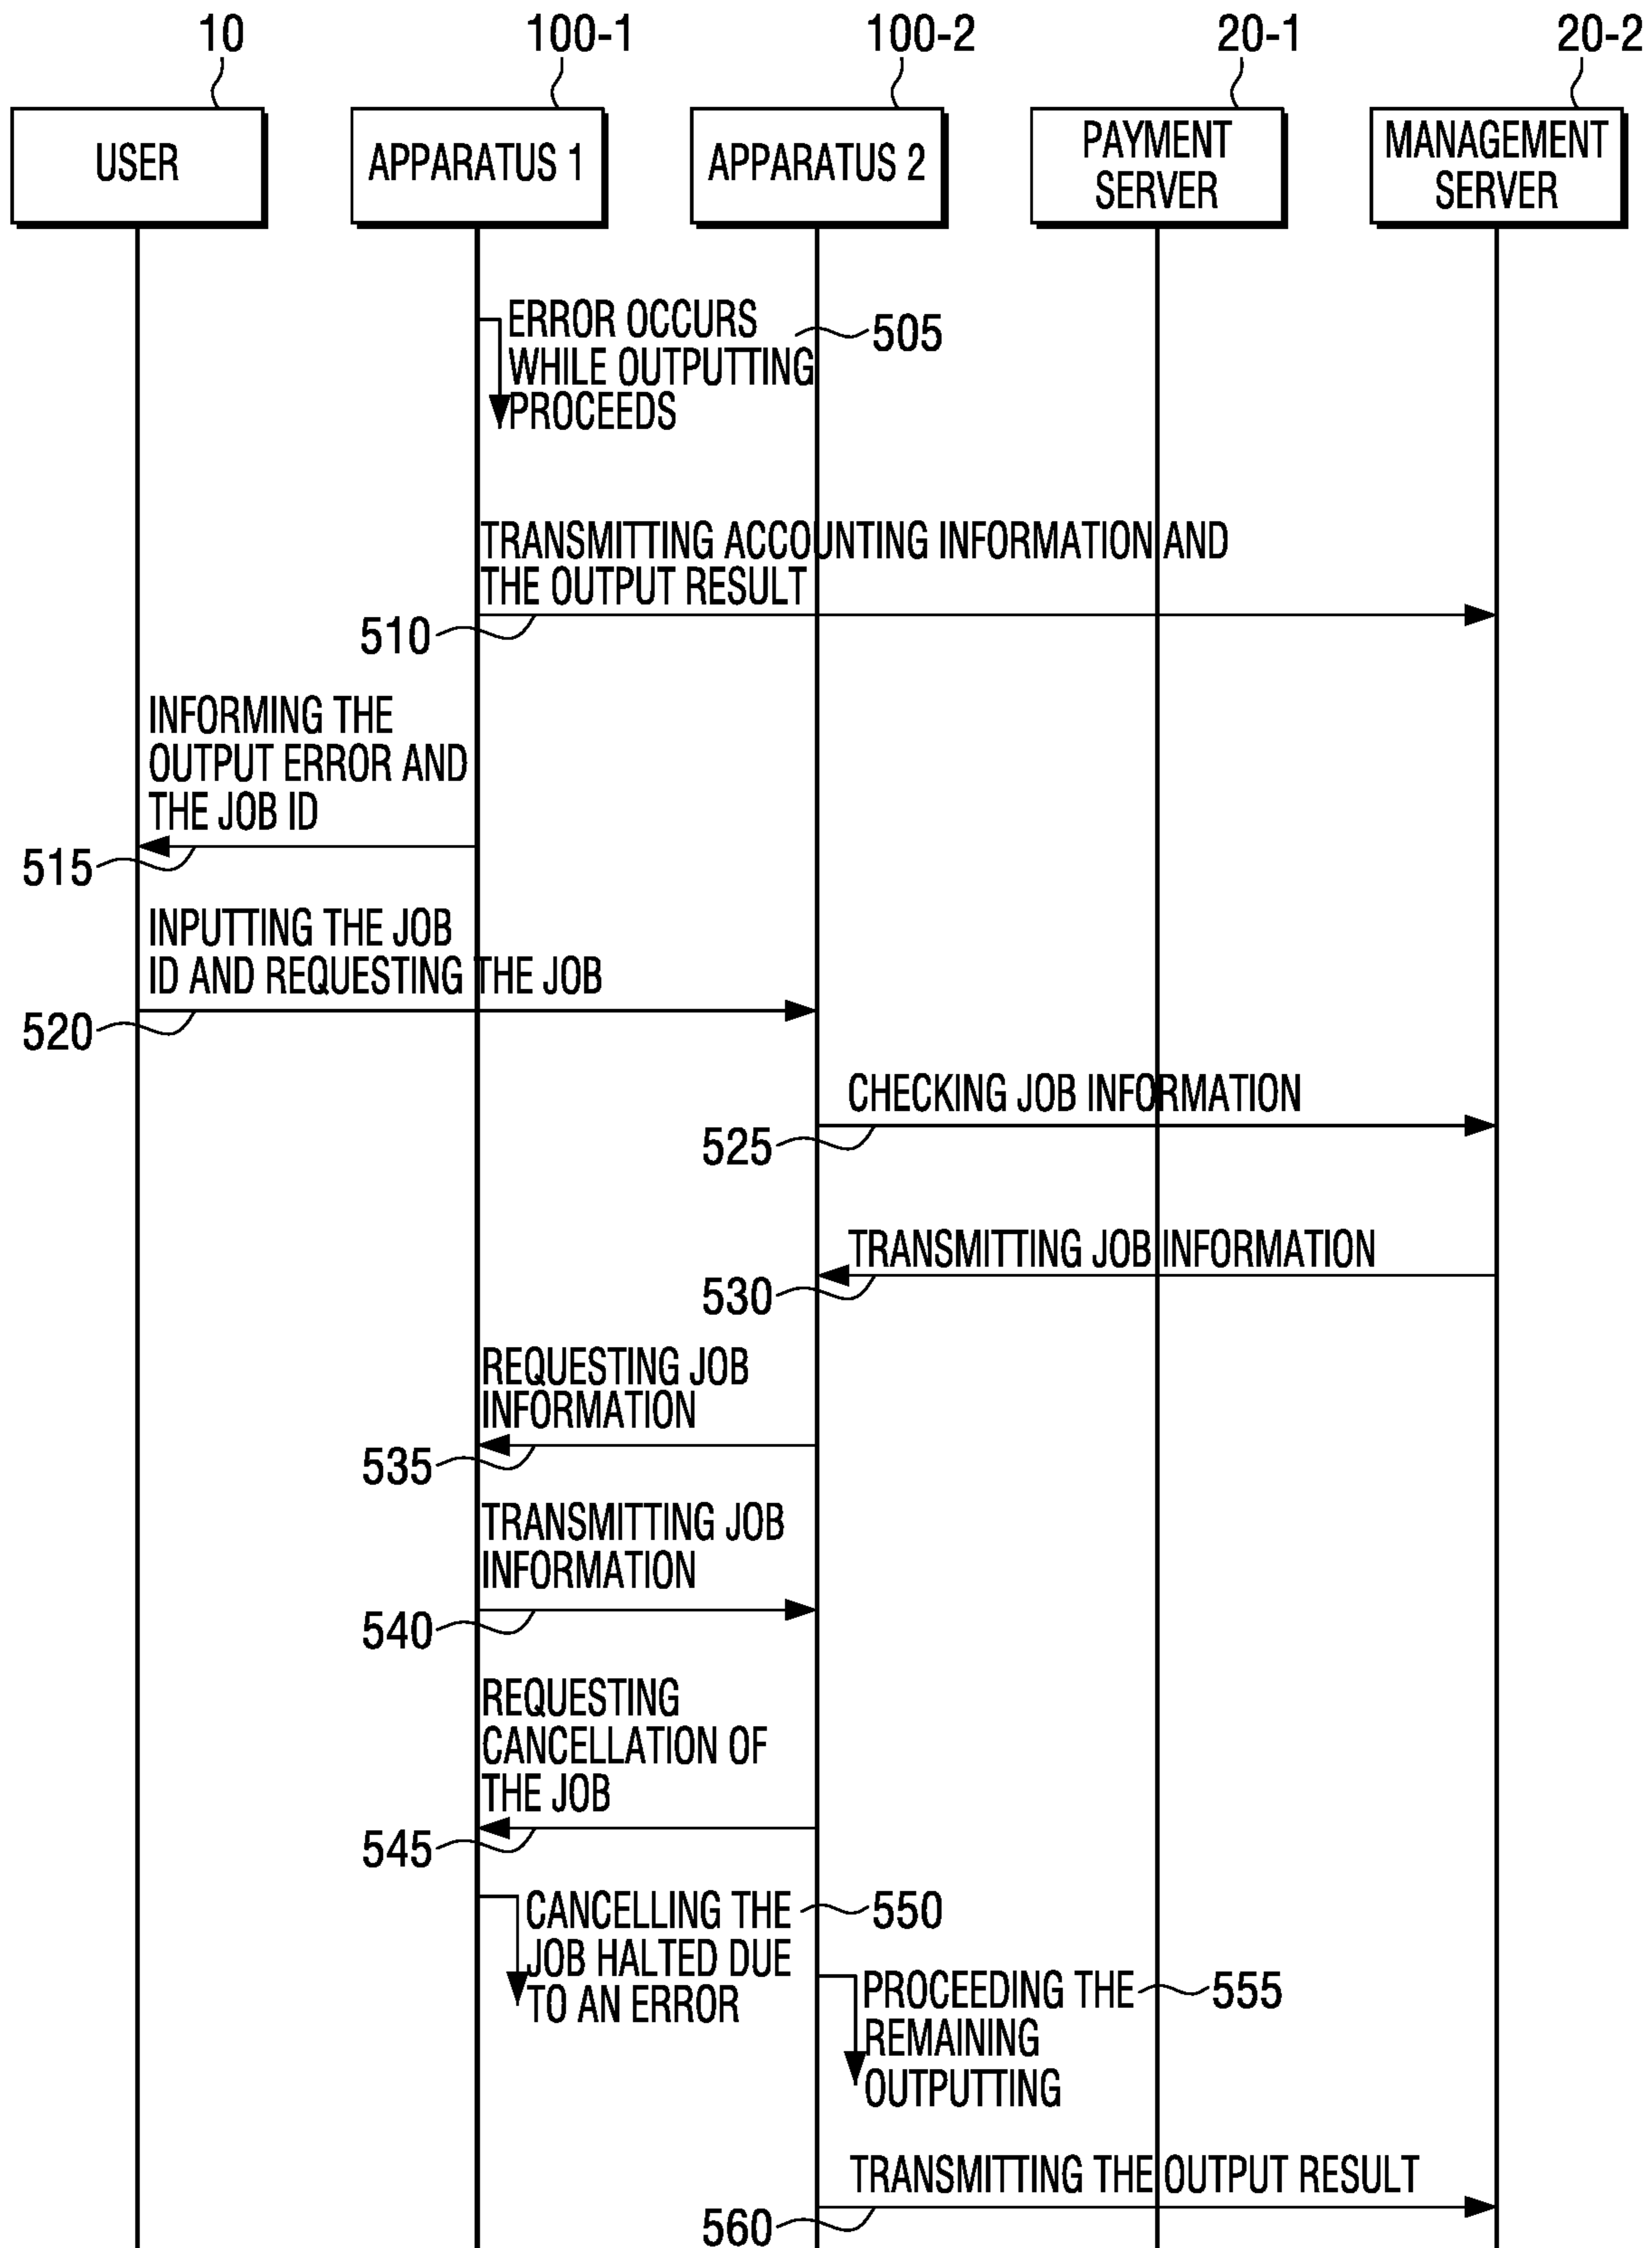 10
100-1
100-2
20-1
20-2
USER
APPARATUS 1
APPARATUS 2
PAYMENT
SERVER
MANAGEMENT
SERVER
ERROR OCCURS
WHILE OUTPUTTING
PROCEEDS
505
TRANSMITTING ACCOUNTING INFORMATION AND
THE OUTPUT RESULT
510
INFORMING THE
OUTPUT ERROR AND
THE JOB ID
515
INPUTTING THE JOB
ID AND REQUESTING THE JOB
520
CHECKING JOB INFORMATION
525
TRANSMITTING JOB INFORMATION
530
REQUESTING JOB
INFORMATION
535
TRANSMITTING JOB
INFORMATION
540
REQUESTING
CANCELLATION OF
THE JOB
545
CANCELLING THE
JOB HALTED DUE
TO AN ERROR
550
PROCEEDING THE
REMAINING
OUTPUTTING
555
TRANSMITTING THE OUTPUT RESULT
560